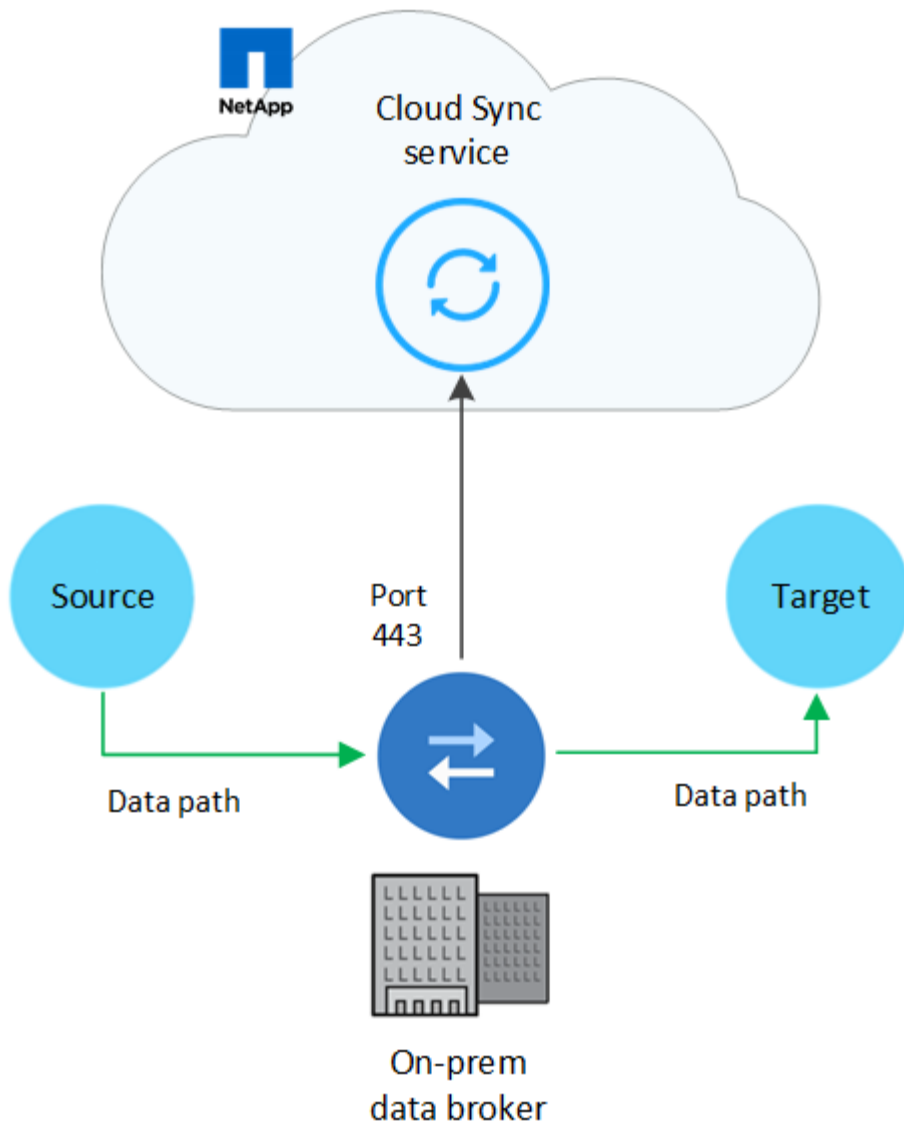 NetApp
Cloud Sync
service
Source
Port
443
Target
Data path
Data path
On-prem
data broker